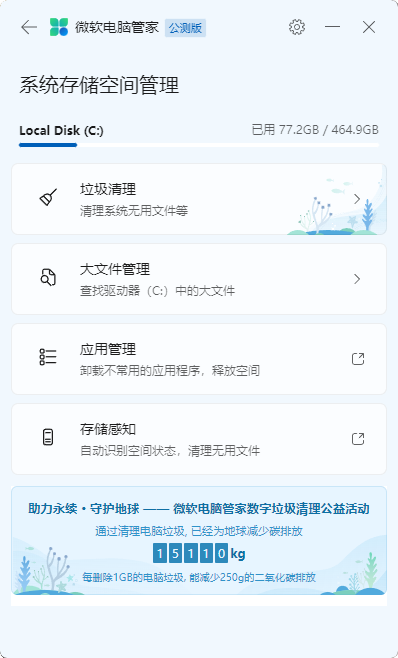 微软电脑管家 公测版
系统存储空间管理
Local Disk (C:) 已用 77.2GB / 464.9GB
垃圾清理
清理系统无用文件等
大文件管理
查找驱动器（C:）中的大文件
应用管理
卸载不常用的应用程序，释放空间
存储感知
自动识别空间状态，清理无用文件
助力永续·守护地球 —— 微软电脑管家数字垃圾清理公益活动
通过清理电脑垃圾, 已经为地球减少碳排放
15110kg
每删除1GB的电脑垃圾, 能减少250g的二氧化碳排放